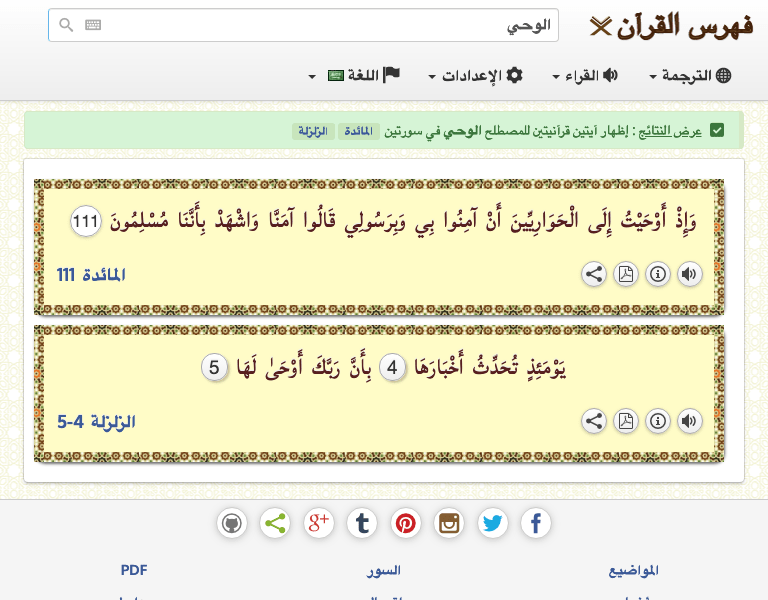 فهرس القرآن
الوحي
الترجمة
القراء
الإعدادات
اللغة
عرض النتائج : إظهار آيتين قرآنيتين للمصطلح الوحي في سورتين المائدة الزلزلة
وَإِذْ أَوْحَيْتُ إِلَى الْحَوَارِيِّينَ أَنْ آمِنُوا بِي وَبِرَسُولِي قَالُوا آمَنَّا وَاشْهَدْ بِأَنَّنَا مُسْلِمُونَ 111
المائدة 111
يَوْمَئِذٍ تُحَدِّثُ أَخْبَارَهَا 4 بِأَنَّ رَبَّكَ أَوْحَىٰ لَهَا 5
الزلزلة 4-5
المواضيع
السور
PDF